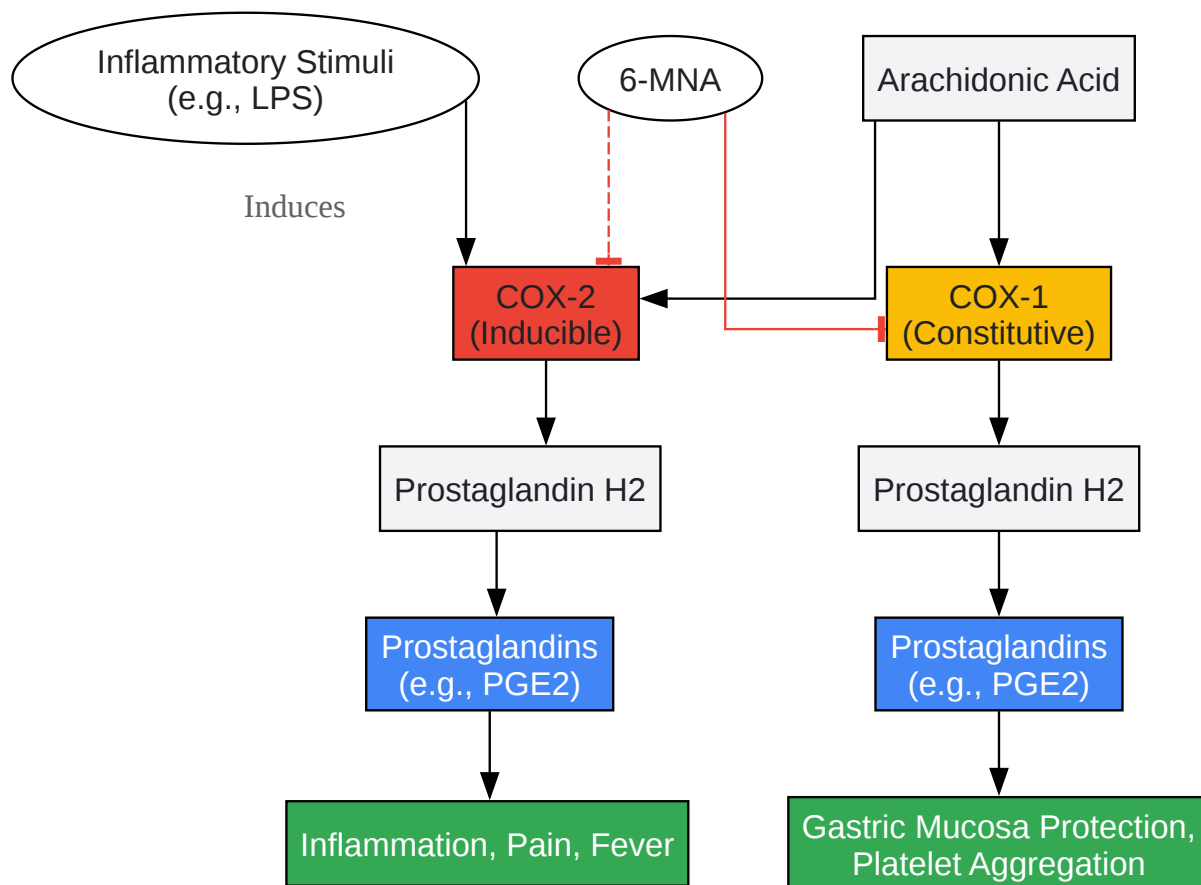 Inflammatory Stimuli
(e.g., LPS)
6-MNA
Arachidonic Acid
Induces
COX-2
(Inducible)
COX-1
(Constitutive)
Prostaglandin H2
Prostaglandin H2
Prostaglandins
(e.g., PGE2)
Prostaglandins
(e.g., PGE2)
Inflammation, Pain, Fever
Gastric Mucosa Protection,
Platelet Aggregation